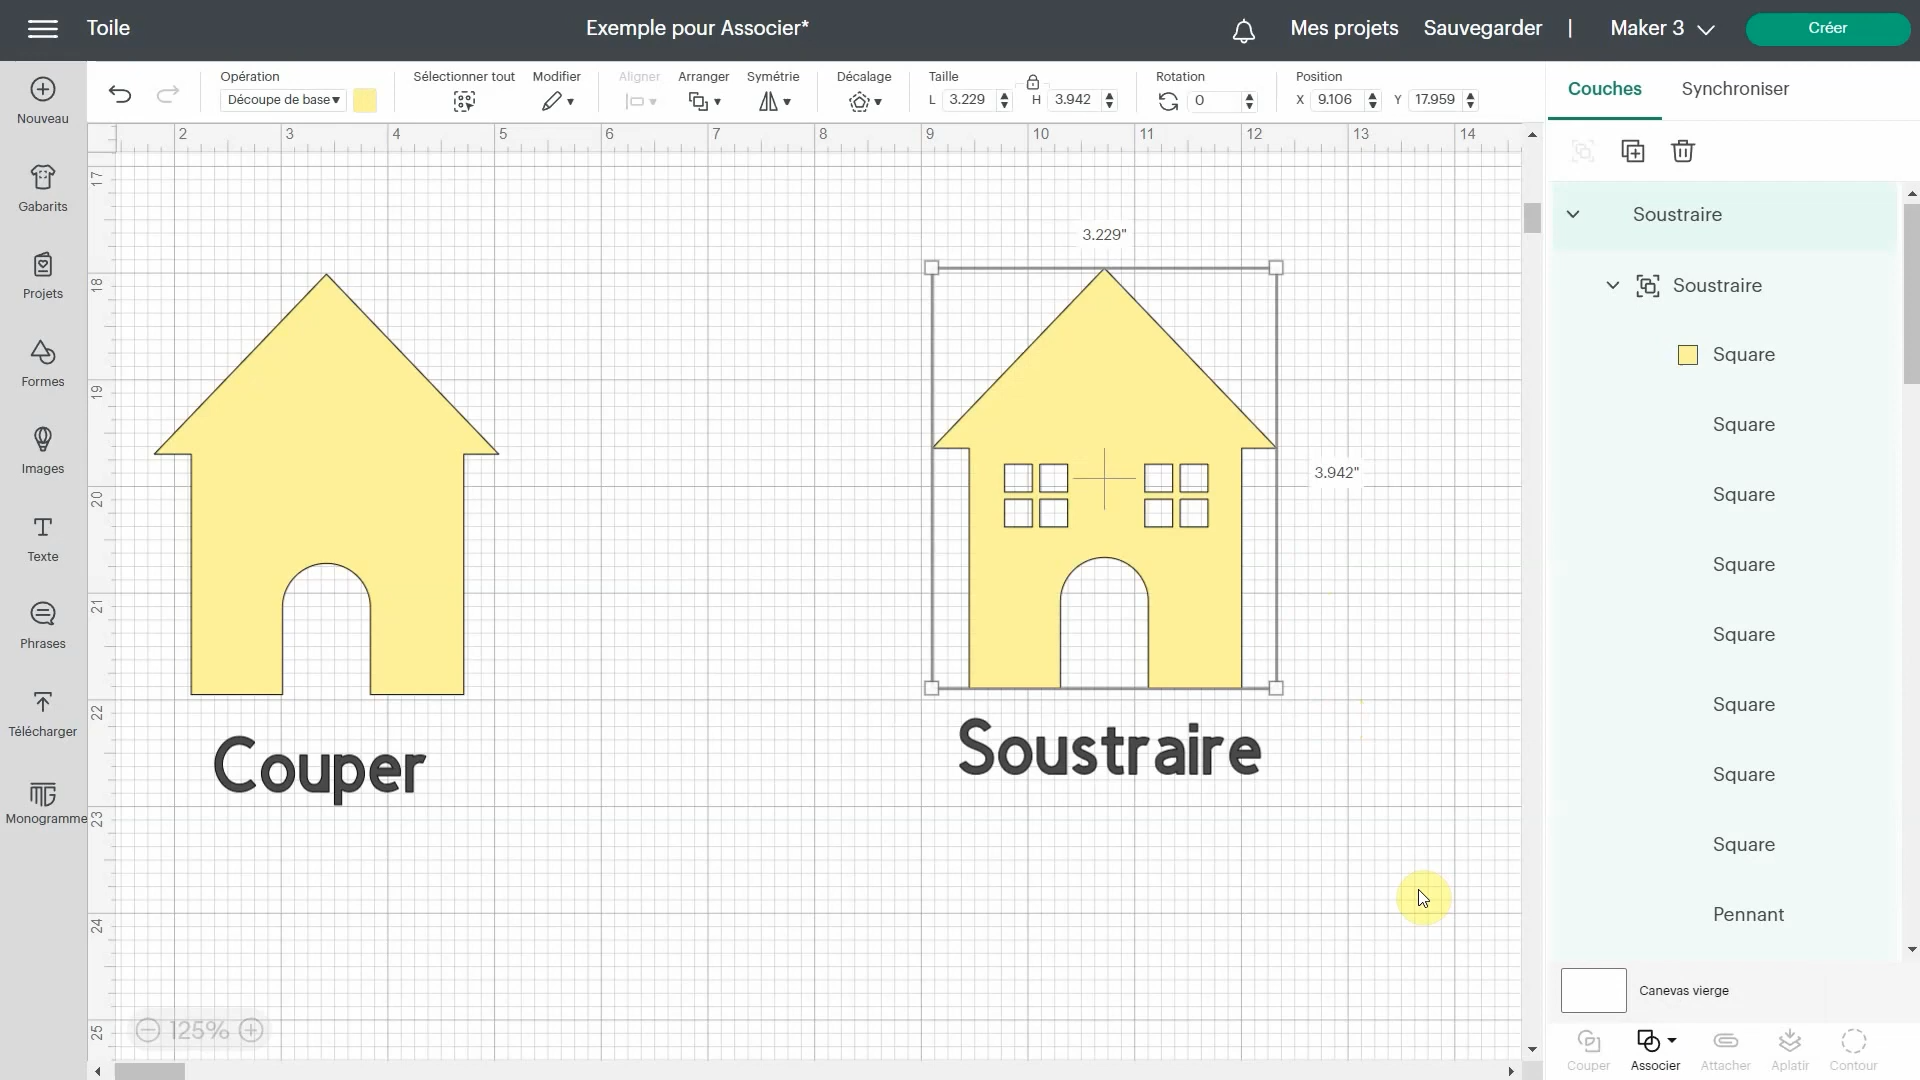 Toile
Exemple pour Associer*
Mes projets
Sauvegarder
|
Maker 3
Créer
Nouveau
Gabarits
Projets
Formes
Images
Texte
Phrases
Télécharger
Monogramme
Opération
Découpe de base
Sélectionner tout
Modifier
Aligner
Arranger
Symétrie
Décalage
Taille
L 3.229
H 3.942
Rotation
0
Position
X 9.106
Y 17.959
2 3 4 5 6 7 8 9 10 11 12 13 14
17
18
19
20
21
22
23
24
25
3.229"
3.942"
Couper
Soustraire
125%
Couches
Synchroniser
Soustraire
Soustraire
Square
Square
Square
Square
Square
Square
Square
Square
Pennant
Canevas vierge
Couper
Associer
Attacher
Aplatir
Contour